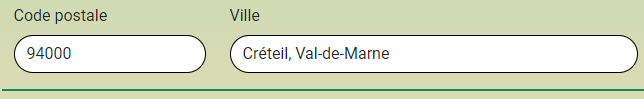 Code postale Ville
94000 Créteil, Val-de-Marne